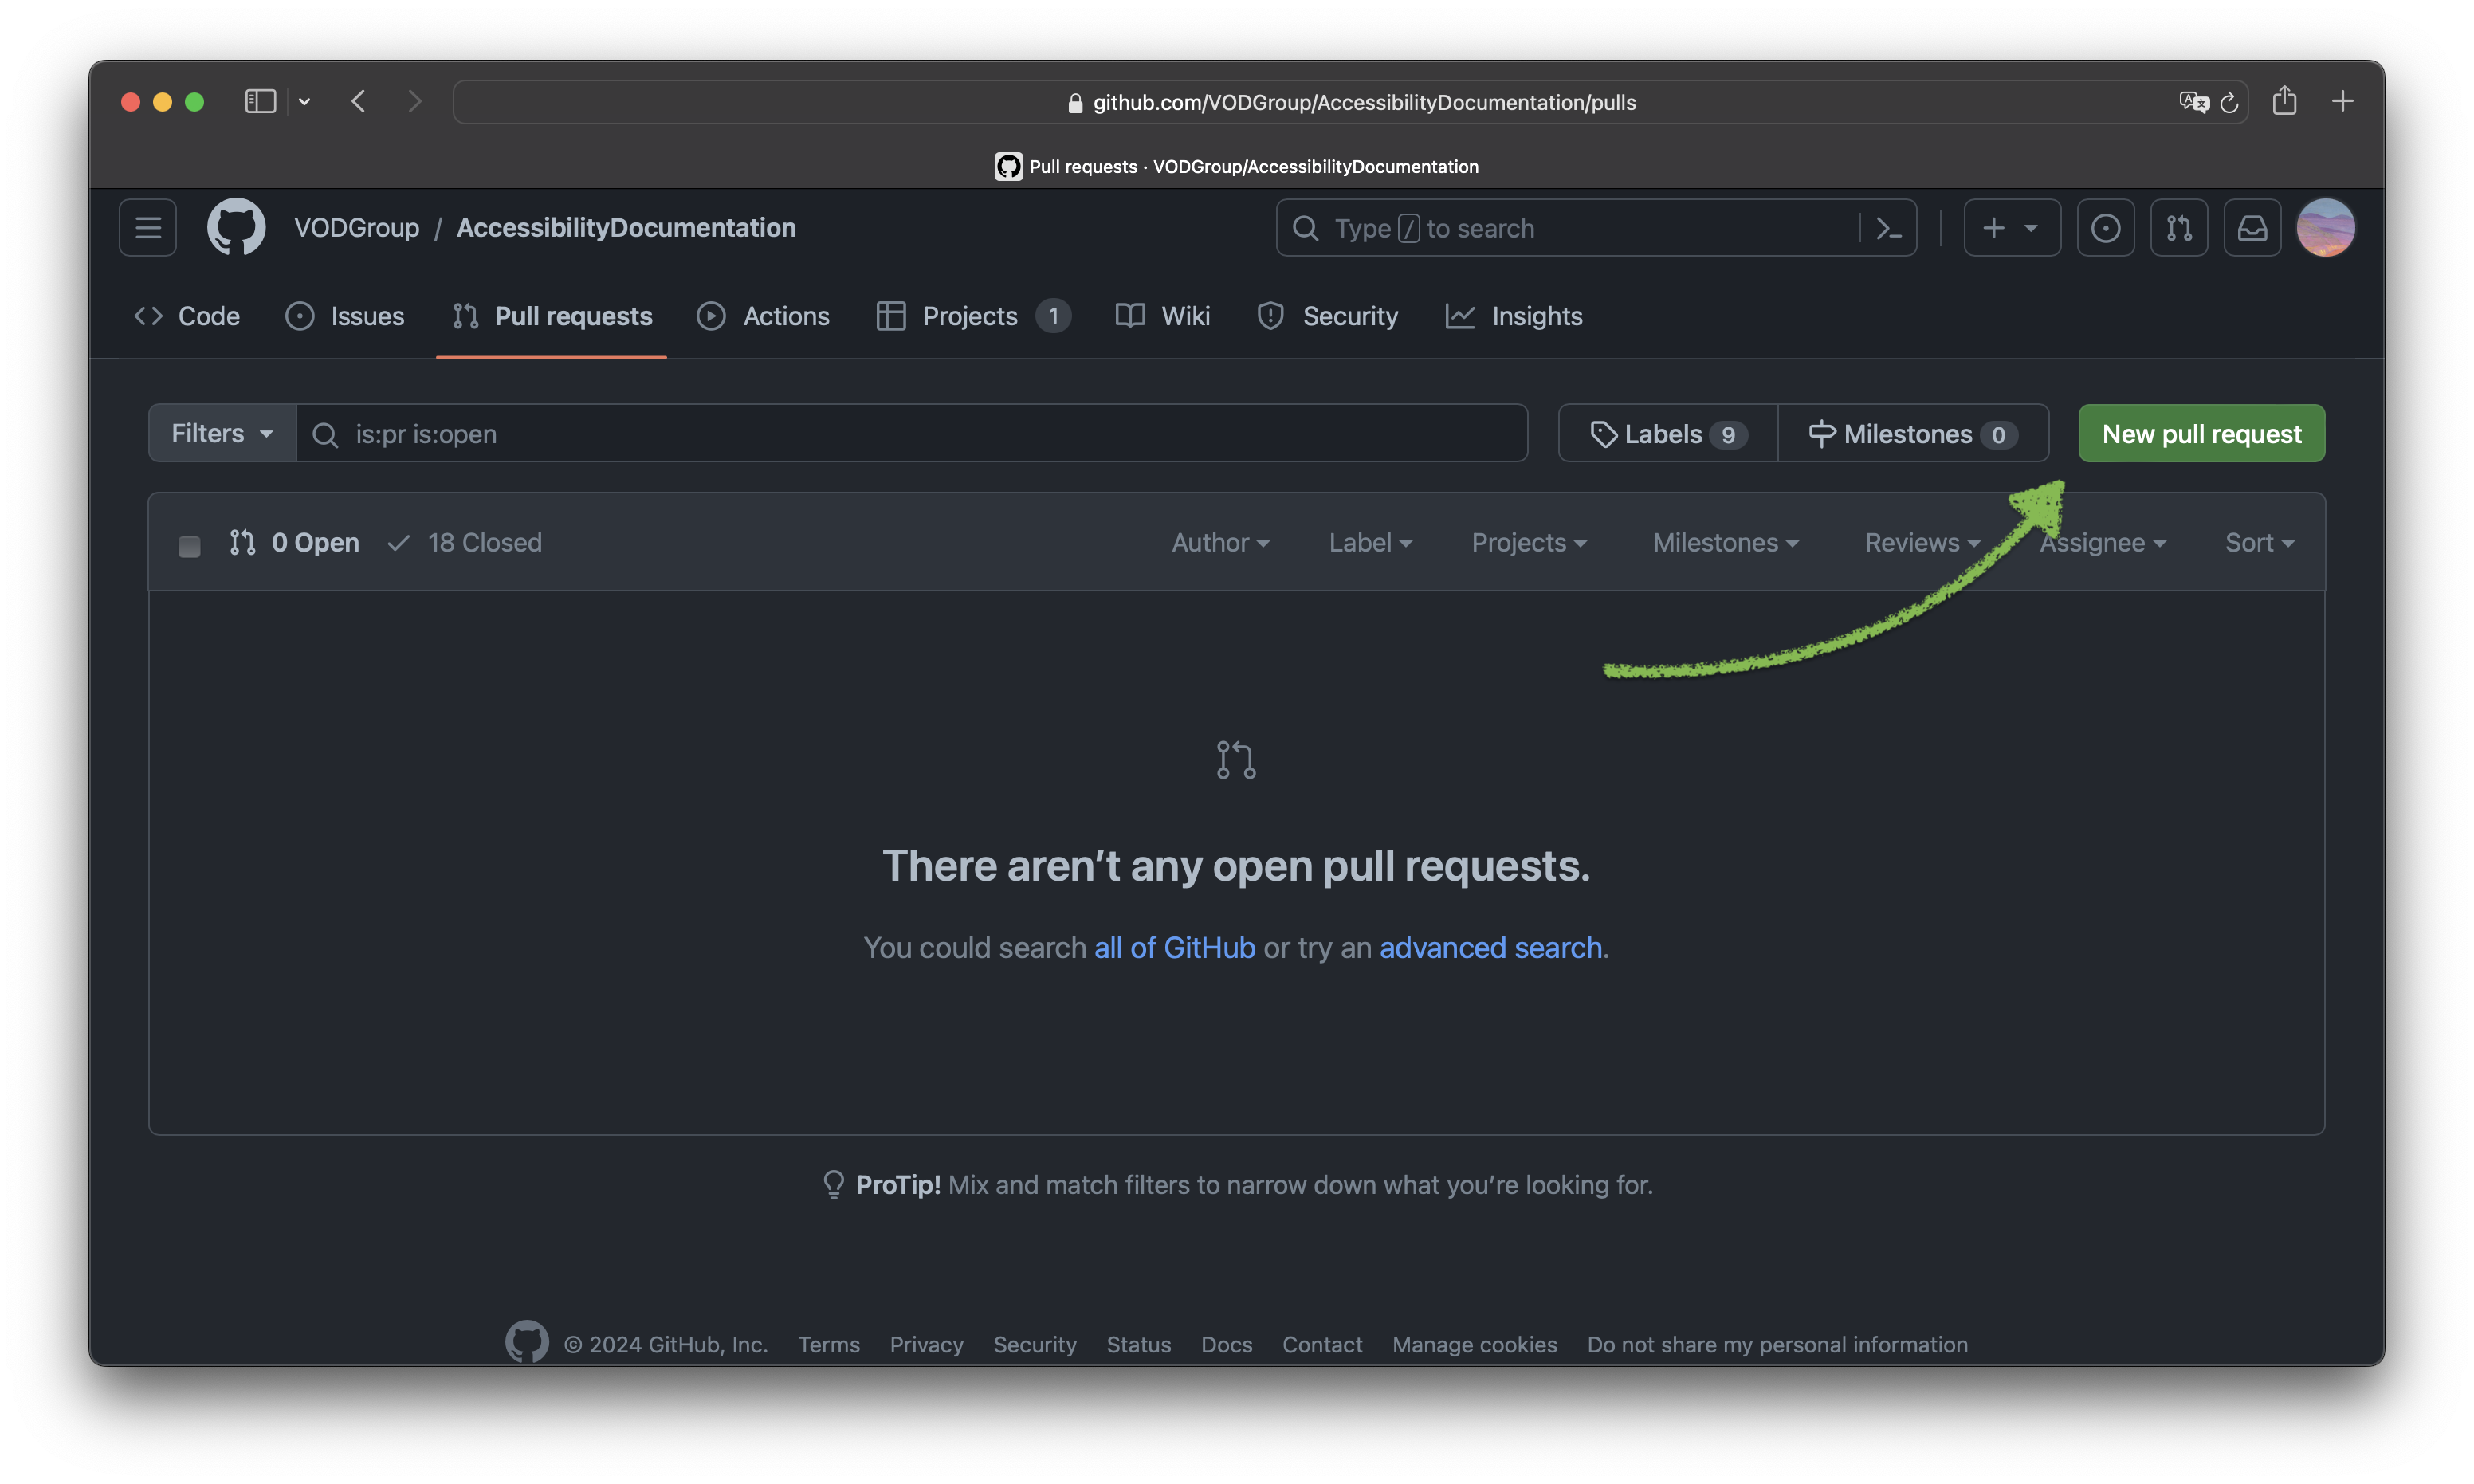 github.com/VODGroup/AccessibilityDocumentation/pulls
Pull requests · VODGroup/AccessibilityDocumentation
VODGroup / AccessibilityDocumentation
Type / to search
Code Issues Pull requests Actions Projects 1 Wiki Security Insights
Filters is:pr is:open Labels 9 Milestones 0 New pull request
0 Open 18 Closed Author Label Projects Milestones Reviews Assignee Sort
There aren’t any open pull requests.
You could search all of GitHub or try an advanced search.
ProTip! Mix and match filters to narrow down what you’re looking for.
© 2024 GitHub, Inc. Terms Privacy Security Status Docs Contact Manage cookies Do not share my personal information